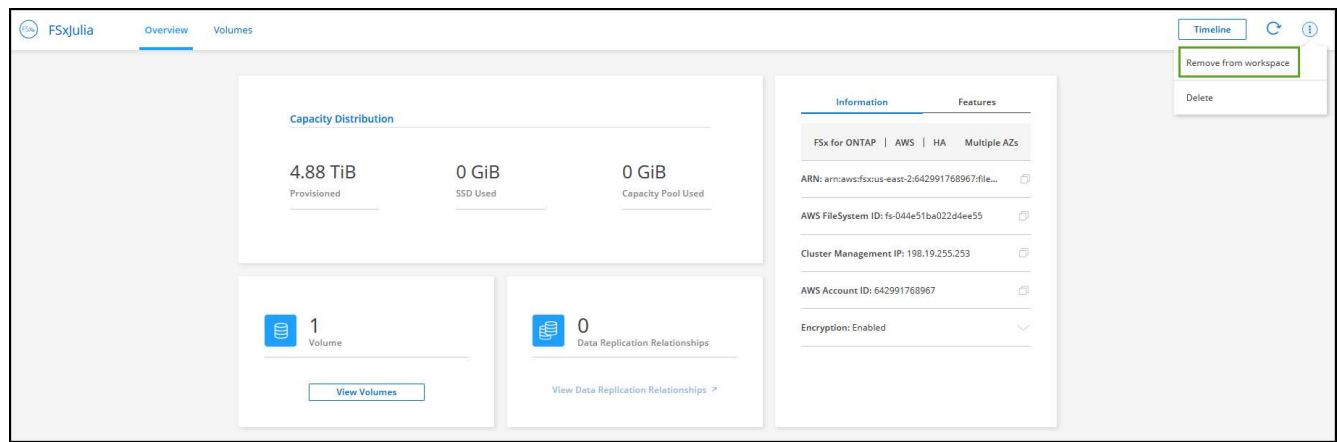 FSxN FSxJulia Overview Volumes Timeline
Remove from workspace
Delete
Capacity Distribution
4.88 TiB 0 GiB 0 GiB
Provisioned SSD Used Capacity Pool Used
Information Features
FSx for ONTAP | AWS | HA Multiple AZs
ARN: arn:aws:fsx:us-east-2:642991768967:file...
AWS FileSystem ID: fs-044e51ba022d4ee55
Cluster Management IP: 198.19.255.253
AWS Account ID: 642991768967
Encryption: Enabled
1
Volume
View Volumes
0
Data Replication Relationships
View Data Replication Relationships